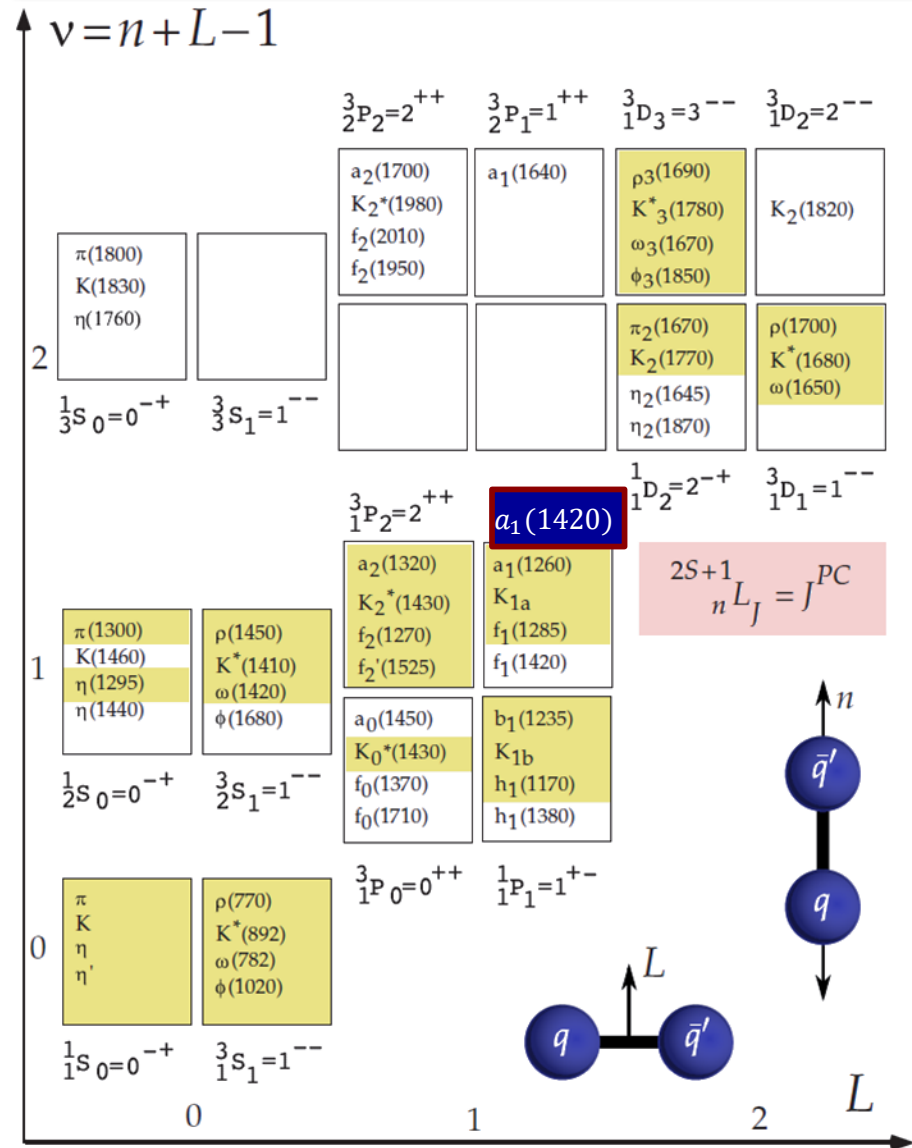 ν=n+L−1
³₂P₂=2⁺⁺ ³₂P₁=1⁺⁺ ³₁D₃=3⁻⁻ ³₁D₂=2⁻⁻
a₂(1700)
K₂*(1980)
f₂(2010)
f₂(1950)
a₁(1640)
ρ₃(1690)
K*₃(1780)
ω₃(1670)
ϕ₃(1850)
K₂(1820)
π(1800)
K(1830)
η(1760)
2
π₂(1670)
K₂(1770)
η₂(1645)
η₂(1870)
ρ(1700)
K*(1680)
ω(1650)
¹₃S₀=0⁻⁺ ³₃S₁=1⁻⁻
¹₁D₂=2⁻⁺ ³₁D₁=1⁻⁻
³₁P₂=2⁺⁺
a₁(1420)
a₂(1320)
K₂*(1430)
f₂(1270)
f₂'(1525)
a₁(1260)
K₁ₐ
f₁(1285)
f₁(1420)
²ˢ⁺¹ₙL_J = Jᴾᶜ
1
π(1300)
K(1460)
η(1295)
η(1440)
ρ(1450)
K*(1410)
ω(1420)
ϕ(1680)
a₀(1450)
K₀*(1430)
f₀(1370)
f₀(1710)
b₁(1235)
K₁b
h₁(1170)
h₁(1380)
¹₂S₀=0⁻⁺ ³₂S₁=1⁻⁻
³₁P₀=0⁺⁺ ¹₁P₁=1⁺⁻
n
q̄′
q
0
π
K
η
η'
ρ(770)
K*(892)
ω(782)
ϕ(1020)
L
q q̄′
¹₁S₀=0⁻⁺ ³₁S₁=1⁻⁻
0 1 2 L